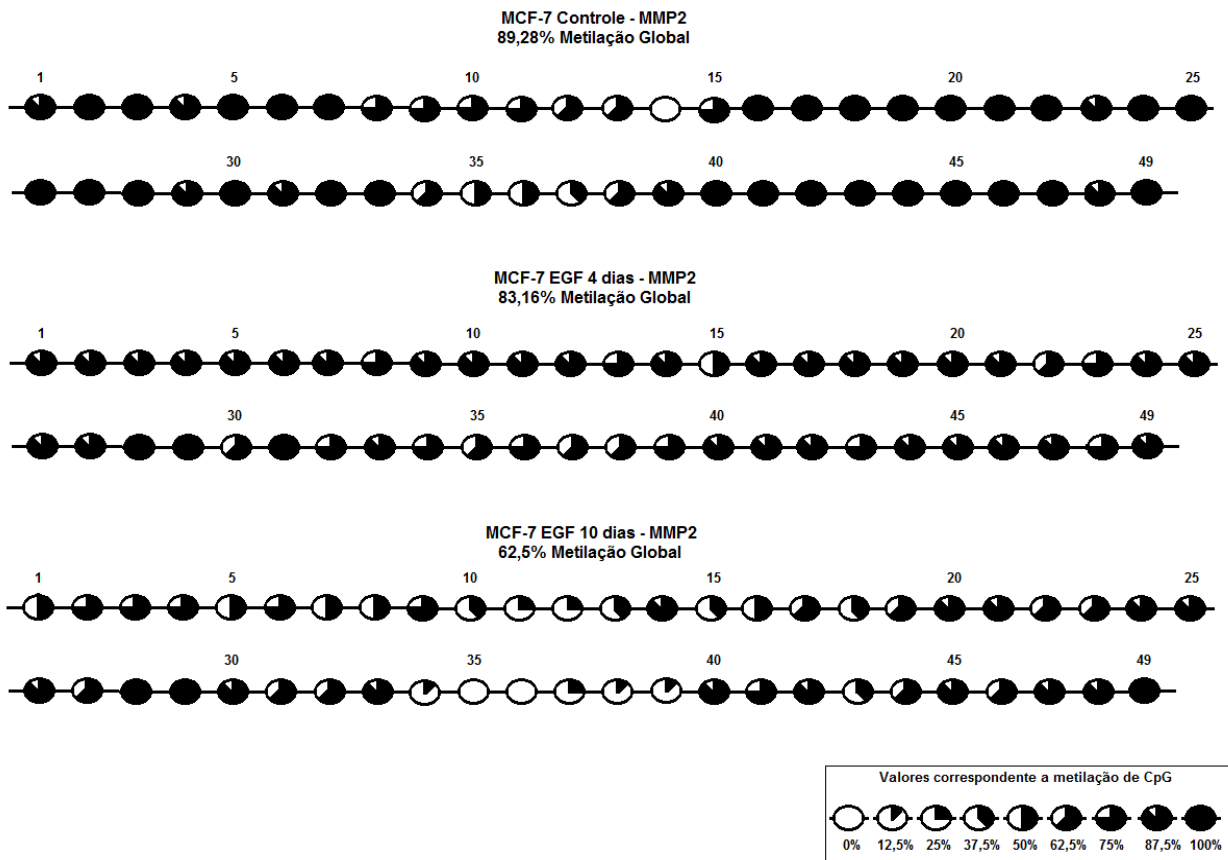 MCF-7 Controle - MMP2
89,28% Metilação Global
1 5 10 15 20 25
30 35 40 45 49
MCF-7 EGF 4 dias - MMP2
83,16% Metilação Global
1 5 10 15 20 25
30 35 40 45 49
MCF-7 EGF 10 dias - MMP2
62,5% Metilação Global
1 5 10 15 20 25
30 35 40 45 49
Valores correspondente a metilação de CpG
0% 12,5% 25% 37,5% 50% 62,5% 75% 87,5% 100%